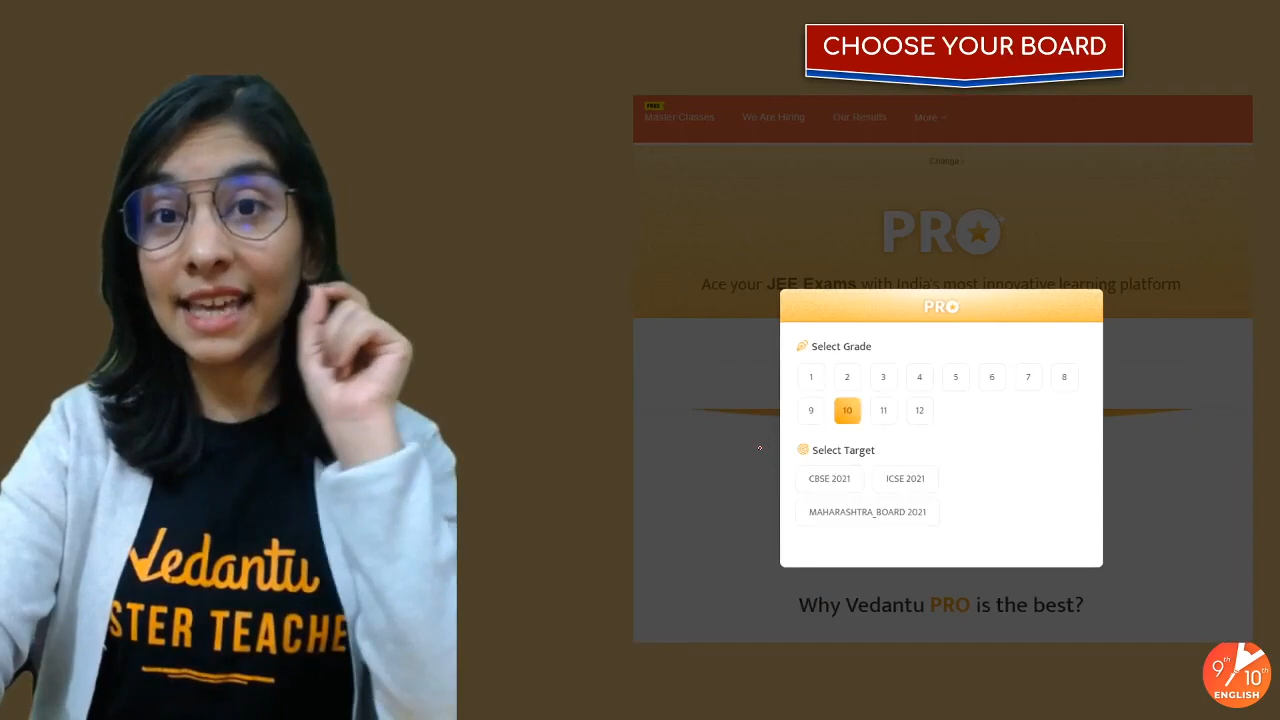 CHOOSE YOUR BOARD
FREE
Master Classes We Are Hiring Our Results More
Change
PRO
Ace your JEE Exams with India's most innovative learning platform
PRO
Select Grade
1 2 3 4 5 6 7 8
9 10 11 12
Select Target
CBSE 2021 ICSE 2021
MAHARASHTRA_BOARD 2021
Why Vedantu PRO is the best?
Vedantu
STER TEACHE
9th 10th
ENGLISH